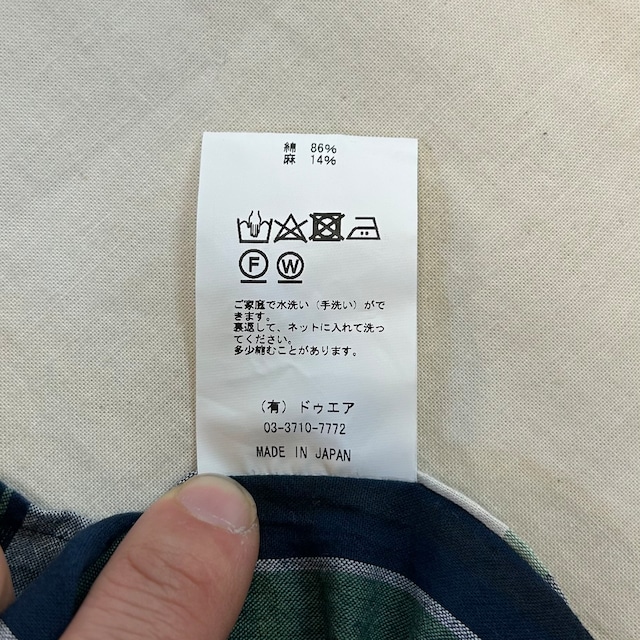 綿 86%
麻 14%
F W
ご家庭で水洗い（手洗い）がで
きます。
裏返して、ネットに入れて洗っ
てください。
多少縮むことがあります。
（有）ドゥエア
03-3710-7772
MADE IN JAPAN